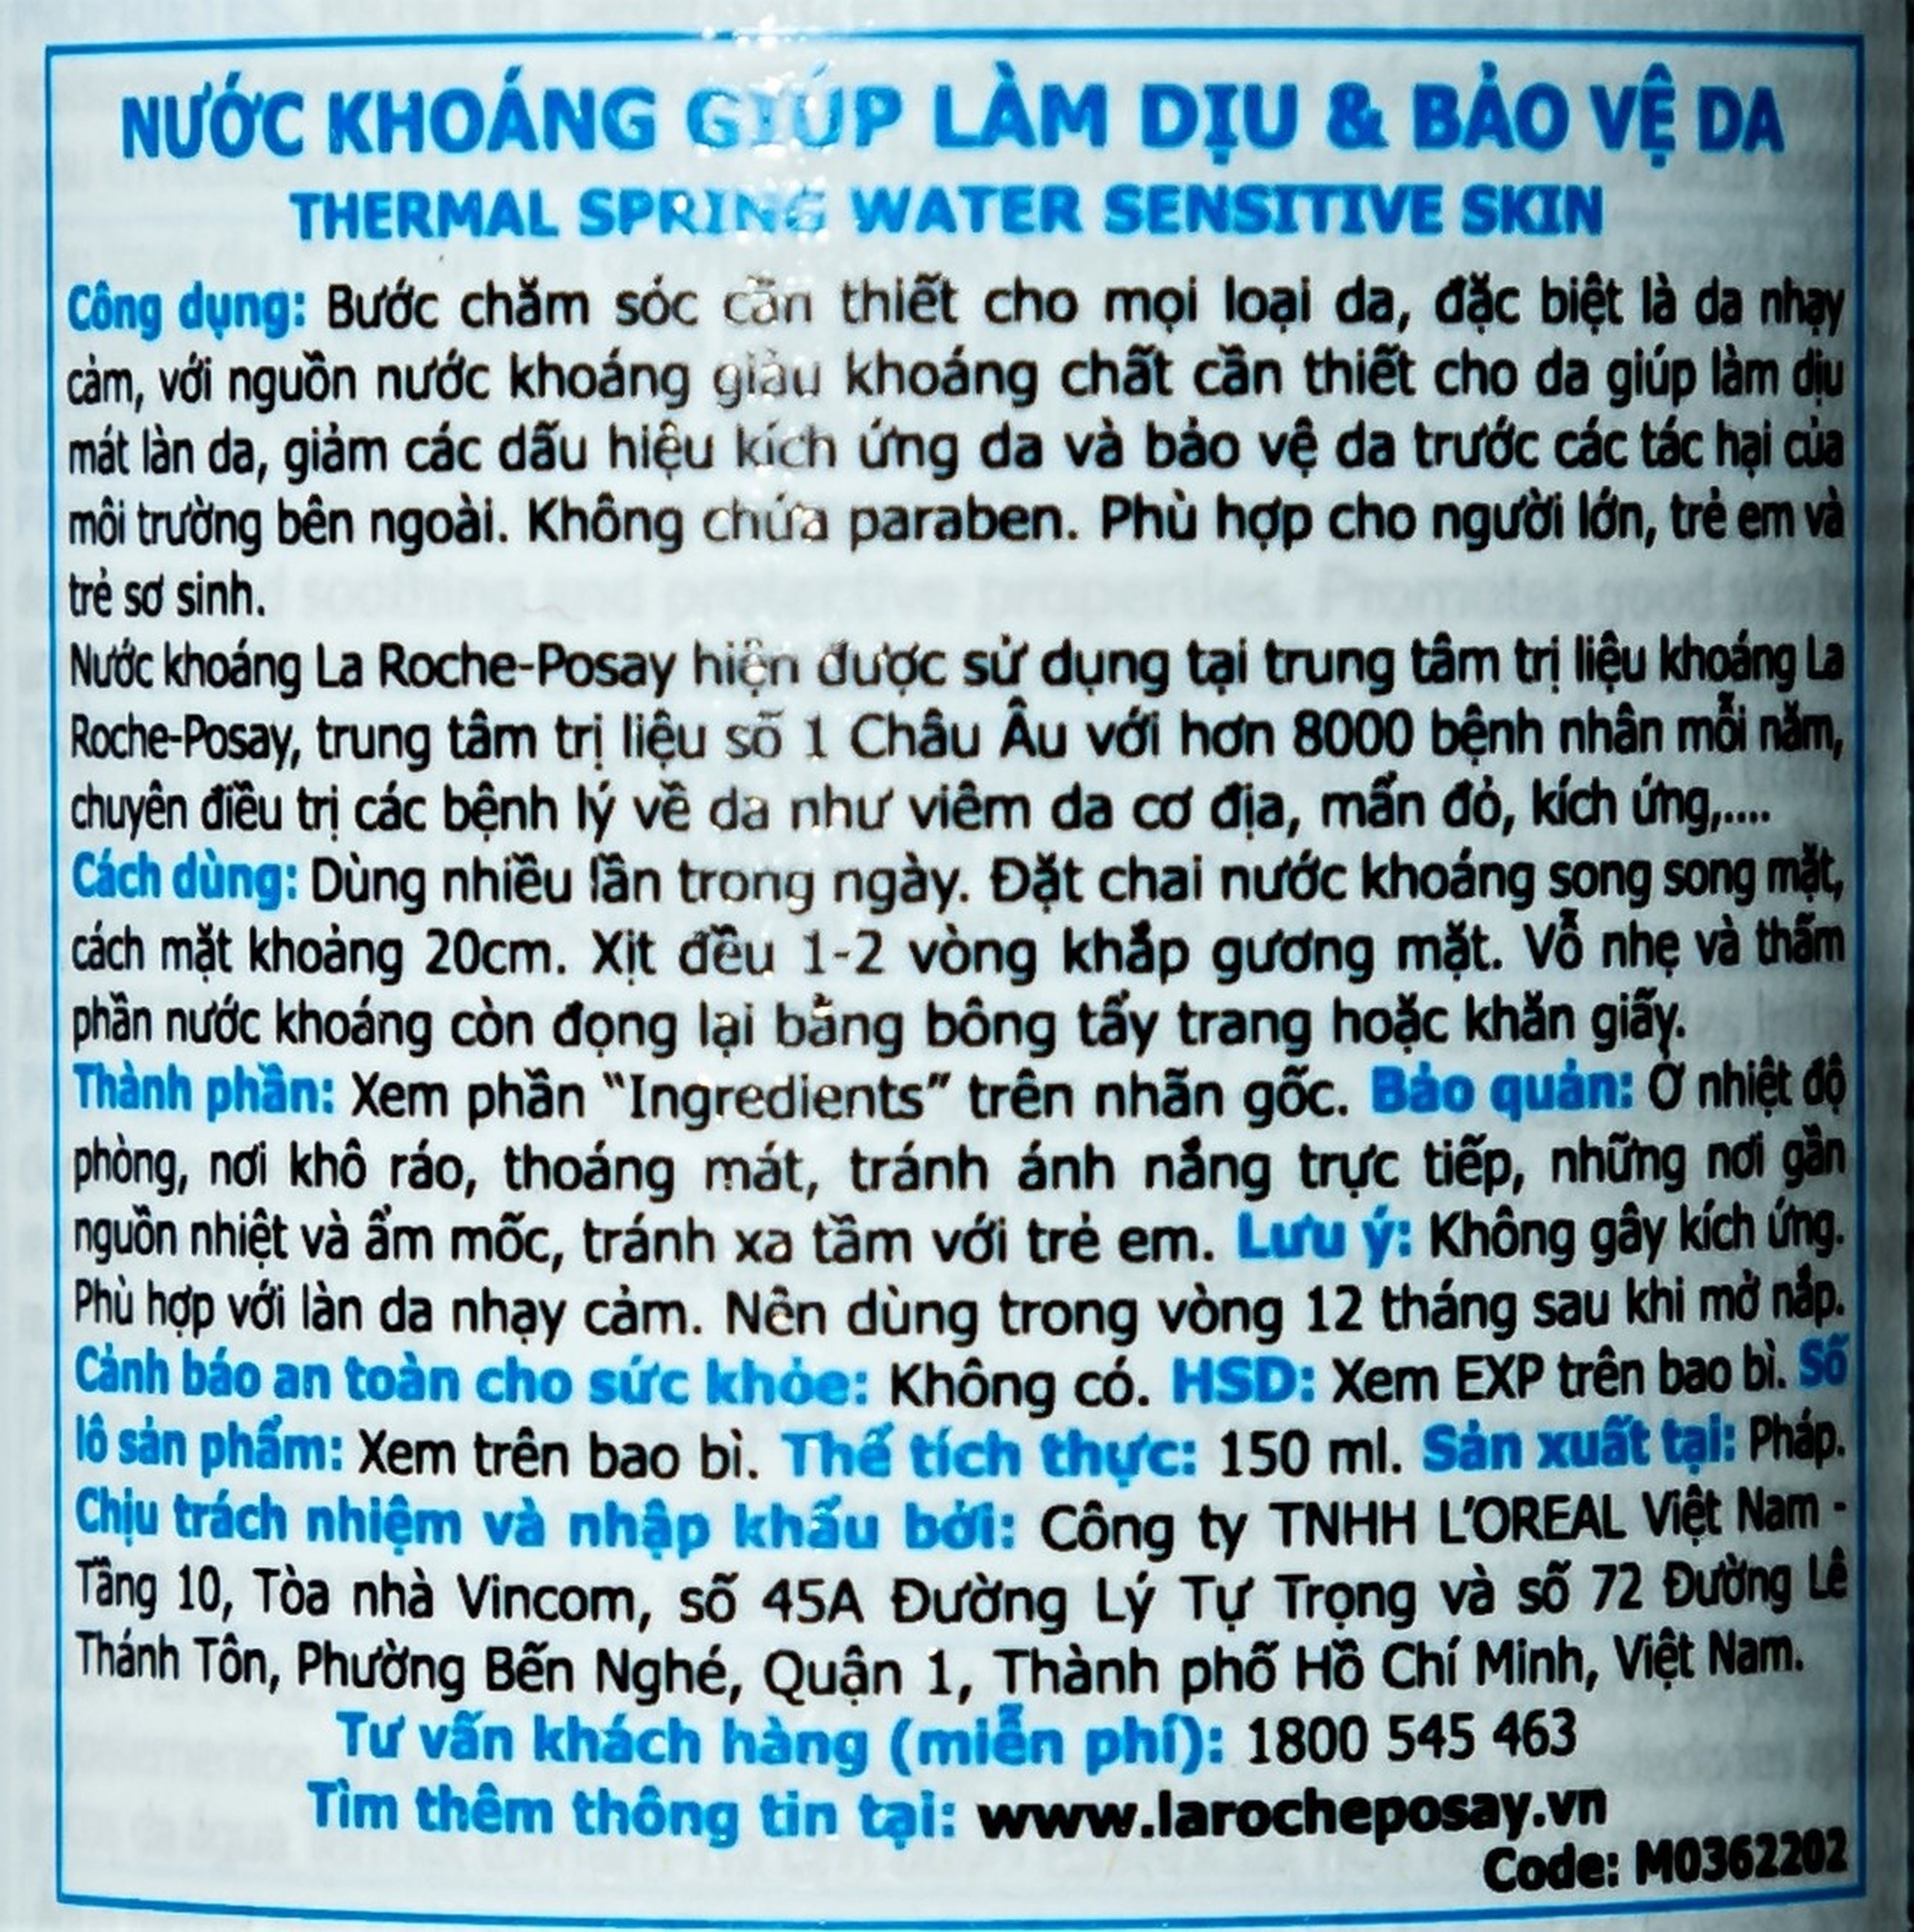 NƯỚC KHOÁNG GIÚP LÀM DỊU & BẢO VỆ DA
THERMAL SPRING WATER SENSITIVE SKIN
Công dụng: Bước chăm sóc cần thiết cho mọi loại da, đặc biệt là da nhạy
cảm, với nguồn nước khoáng giàu khoáng chất cần thiết cho da giúp làm dịu
mát làn da, giảm các dấu hiệu kích ứng da và bảo vệ da trước các tác hại của
môi trường bên ngoài. Không chứa paraben. Phù hợp cho người lớn, trẻ em và
trẻ sơ sinh.
Nước khoáng La Roche-Posay hiện được sử dụng tại trung tâm trị liệu khoáng La
Roche-Posay, trung tâm trị liệu số 1 Châu Âu với hơn 8000 bệnh nhân mỗi năm,
chuyên điều trị các bệnh lý về da như viêm da cơ địa, mẩn đỏ, kích ứng,....
Cách dùng: Dùng nhiều lần trong ngày. Đặt chai nước khoáng song song mặt,
cách mặt khoảng 20cm. Xịt đều 1-2 vòng khắp gương mặt. Vỗ nhẹ và thấm
phần nước khoáng còn đọng lại bằng bông tẩy trang hoặc khăn giấy.
Thành phần: Xem phần "Ingredients" trên nhãn gốc. Bảo quản: Ở nhiệt độ
phòng, nơi khô ráo, thoáng mát, tránh ánh nắng trực tiếp, những nơi gần
nguồn nhiệt và ẩm mốc, tránh xa tầm với trẻ em. Lưu ý: Không gây kích ứng.
Phù hợp với làn da nhạy cảm. Nên dùng trong vòng 12 tháng sau khi mở nắp.
Cảnh báo an toàn cho sức khỏe: Không có. HSD: Xem EXP trên bao bì. Số
lô sản phẩm: Xem trên bao bì. Thể tích thực: 150 ml. Sản xuất tại: Pháp.
Chịu trách nhiệm và nhập khẩu bởi: Công ty TNHH L'OREAL Việt Nam -
Tầng 10, Tòa nhà Vincom, số 45A Đường Lý Tự Trọng và số 72 Đường Lê
Thánh Tôn, Phường Bến Nghé, Quận 1, Thành phố Hồ Chí Minh, Việt Nam.
Tư vấn khách hàng (miễn phí): 1800 545 463
Tìm thêm thông tin tại: www.larocheposay.vn
Code: M0362202